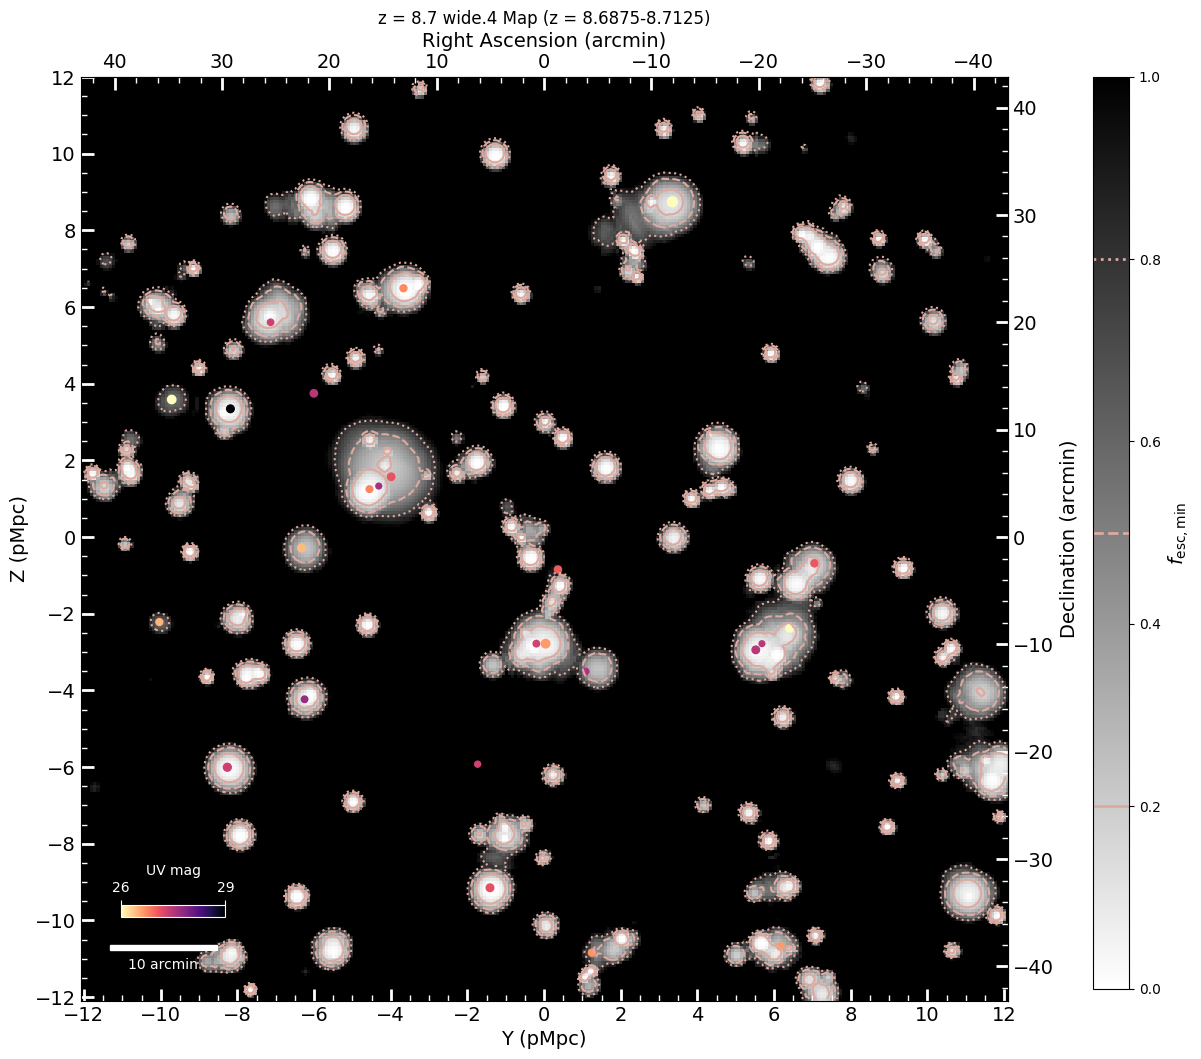 z = 8.7 wide.4 Map (z = 8.6875-8.7125)
Right Ascension (arcmin)
40 30 20 10 0 −10 −20 −30 −40
12 10 8 6 4 2 0 −2 −4 −6 −8 −10 −12
Z (pMpc)
40 30 20 10 0 −10 −20 −30 −40
Declination (arcmin)
1.0 0.8 0.6 0.4 0.2 0.0
fesc,min
UV mag
26 29
10 arcmin
−12 −10 −8 −6 −4 −2 0 2 4 6 8 10 12
Y (pMpc)